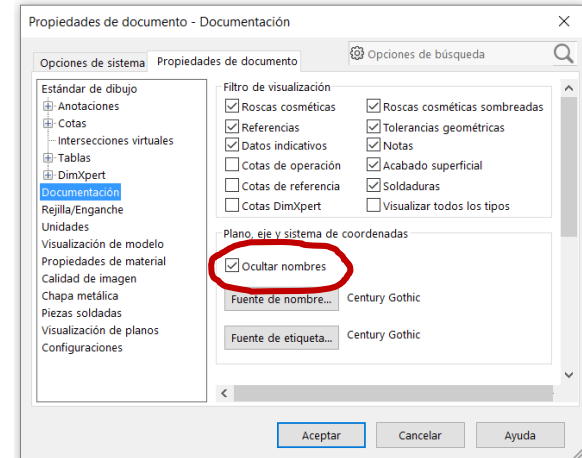 Propiedades de documento - Documentación
Opciones de sistema
Propiedades de documento
Opciones de búsqueda
Estándar de dibujo
Anotaciones
Cotas
Intersecciones virtuales
Tablas
DimXpert
Documentación
Rejilla/Enganche
Unidades
Visualización de modelo
Propiedades de material
Calidad de imagen
Chapa metálica
Piezas soldadas
Visualización de planos
Configuraciones
Filtro de visualización
Roscas cosméticas
Roscas cosméticas sombreadas
Referencias
Tolerancias geométricas
Datos indicativos
Notas
Cotas de operación
Acabado superficial
Cotas de referencia
Soldaduras
Cotas DimXpert
Visualizar todos los tipos
Plano, eje y sistema de coordenadas
Ocultar nombres
Fuente de nombre...
Century Gothic
Fuente de etiqueta...
Century Gothic
Aceptar
Cancelar
Ayuda